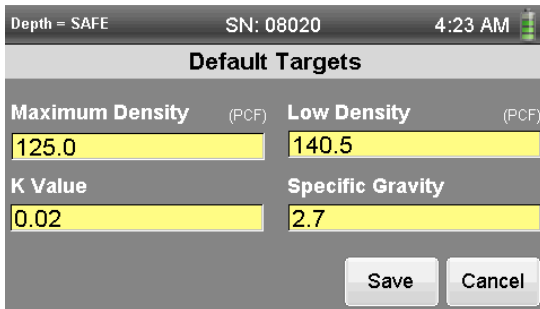 Depth = SAFE SN: 08020 4:23 AM
Default Targets
Maximum Density (PCF) Low Density (PCF)
125.0 140.5
K Value Specific Gravity
0.02 2.7
Save Cancel